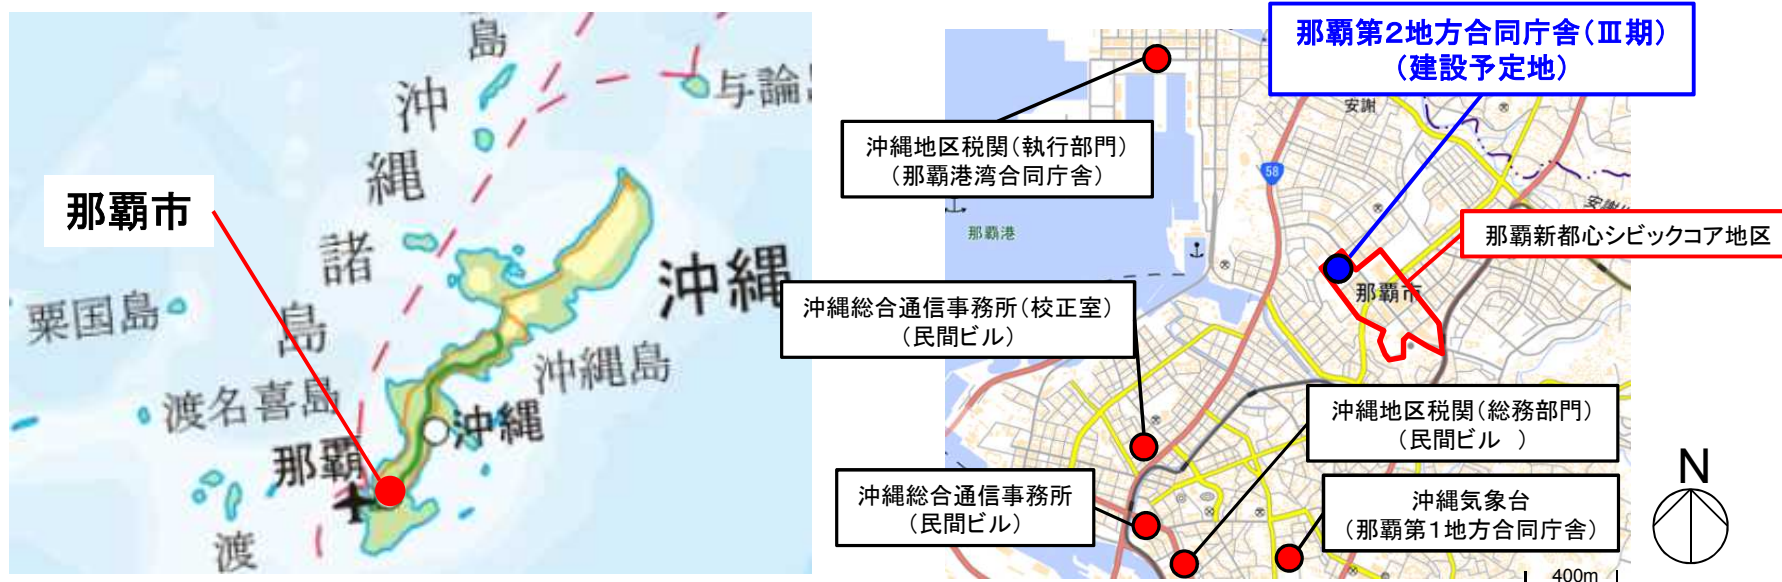 島
与論
沖
縄
諸
島
那覇市
沖縄
粟国島
沖縄島
渡名喜島
沖縄
那覇
渡
那覇第2地方合同庁舎(Ⅲ期)
(建設予定地)
安謝
沖縄地区税関(執行部門)
(那覇港湾合同庁舎)
58
那覇港
那覇新都心シビックコア地区
那覇市
沖縄総合通信事務所(校正室)
(民間ビル)
沖縄地区税関(総務部門)
(民間ビル )
沖縄総合通信事務所
(民間ビル)
沖縄気象台
(那覇第1地方合同庁舎)
N
400m